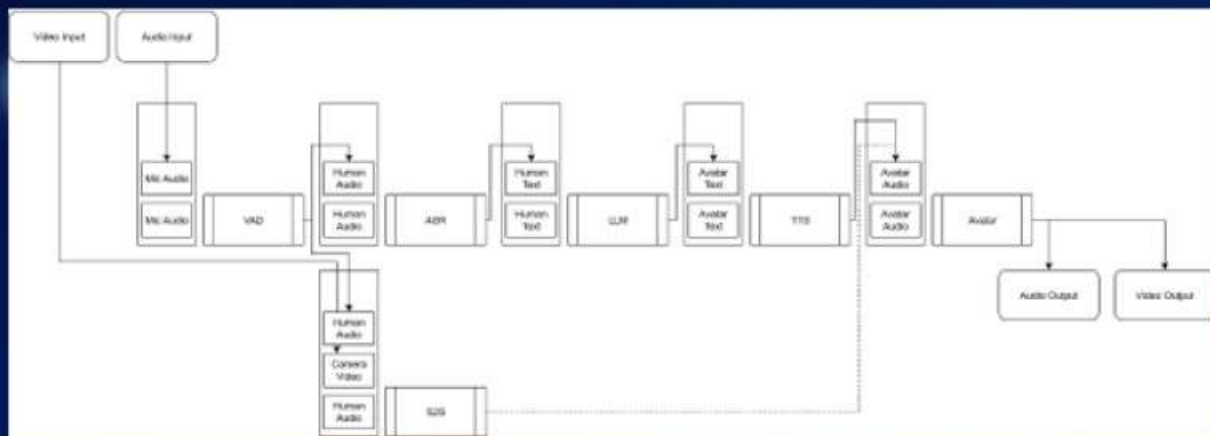 Video Input
Audio Input
Mic Audio
Mic Audio
VAD
Human
Audio
Human
Audio
ASR
Human
Text
Human
Text
LLM
Avatar
Text
Avatar
Text
TTS
Avatar
Audio
Avatar
Audio
Avatar
Audio Output
Video Output
Human
Audio
Camera
Video
Human
Audio
S2S